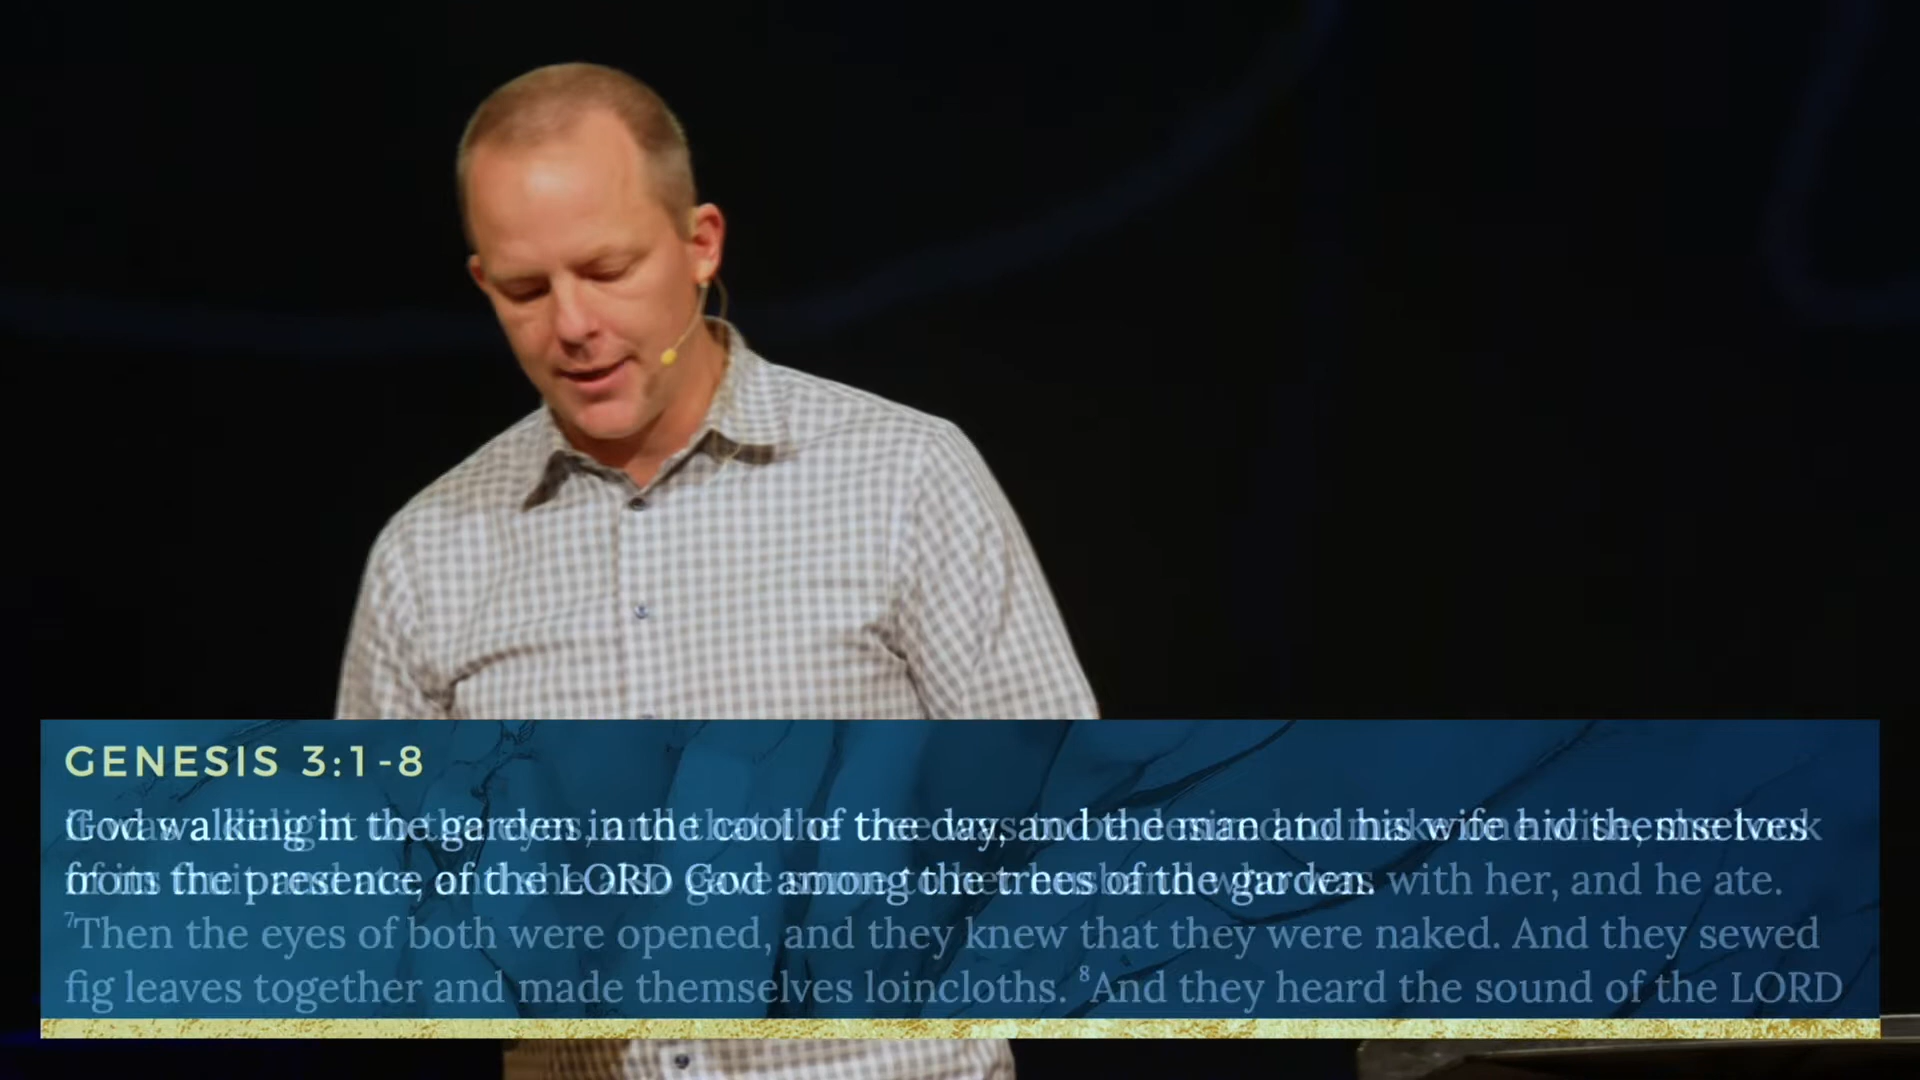 GENESIS 3:1-8
God walking in the garden in the cool of the day, and the man and his wife hid themselves
from the presence of the LORD God among the trees of the garden.
with her, and he ate.
⁷Then the eyes of both were opened, and they knew that they were naked. And they sewed
fig leaves together and made themselves loincloths. ⁸And they heard the sound of the LORD